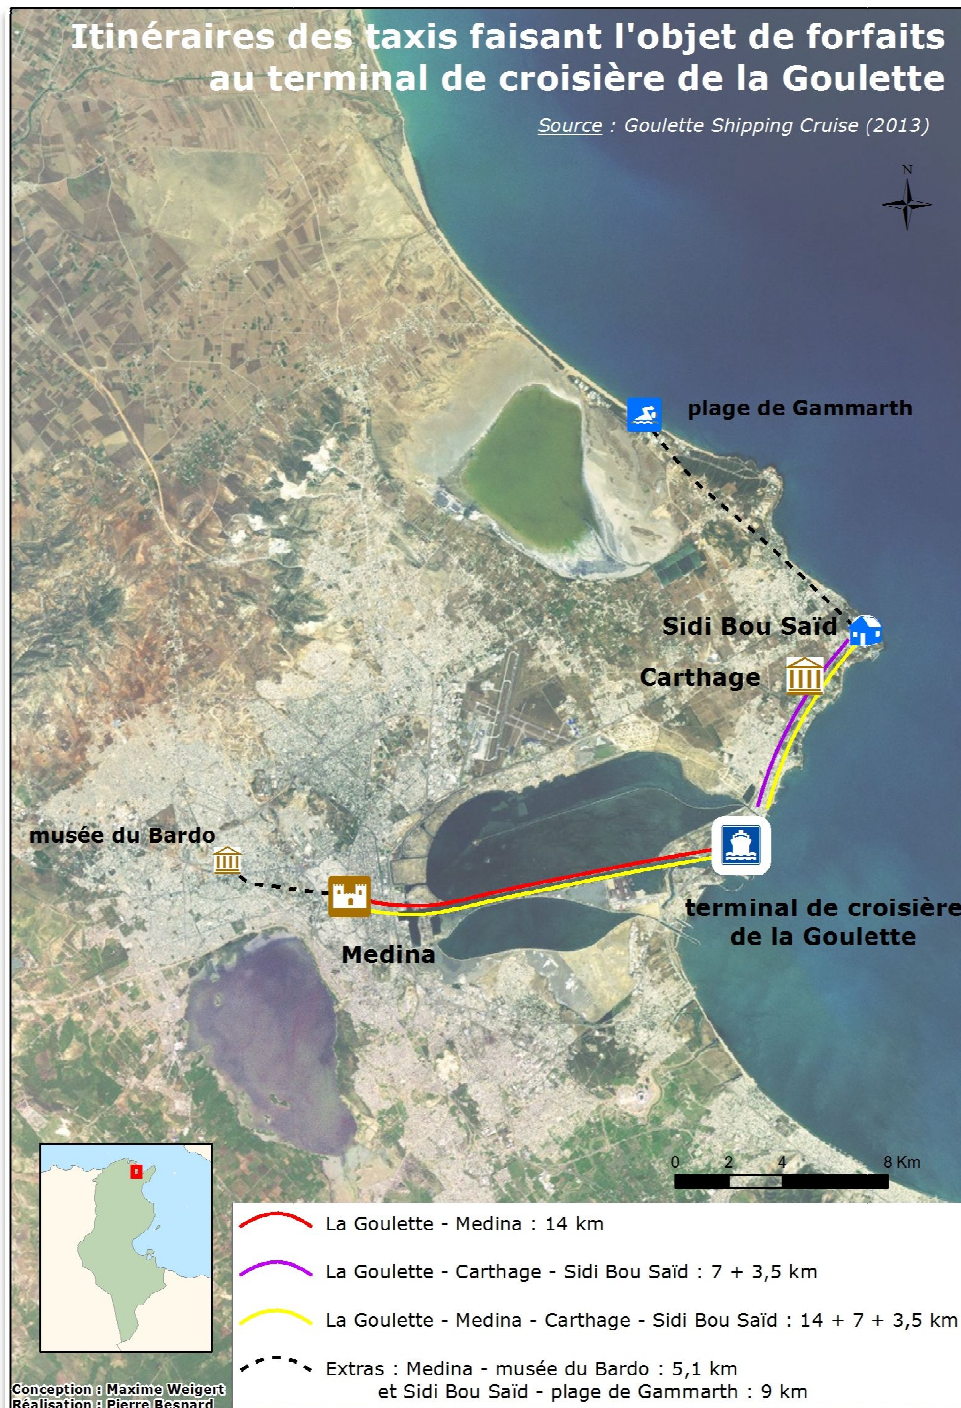 Itinéraires des taxis faisant l'objet de forfaits
au terminal de croisière de la Goulette
Source : Goulette Shipping Cruise (2013)
N
plage de Gammarth
Sidi Bou Saïd
Carthage
musée du Bardo
terminal de croisière
de la Goulette
Medina
0 2 4 8 Km
La Goulette - Medina : 14 km
La Goulette - Carthage - Sidi Bou Saïd : 7 + 3,5 km
La Goulette - Medina - Carthage - Sidi Bou Saïd : 14 + 7 + 3,5 km
Extras : Medina - musée du Bardo : 5,1 km
et Sidi Bou Saïd - plage de Gammarth : 9 km
Conception : Maxime Weigert
Réalisation : Pierre Besnard